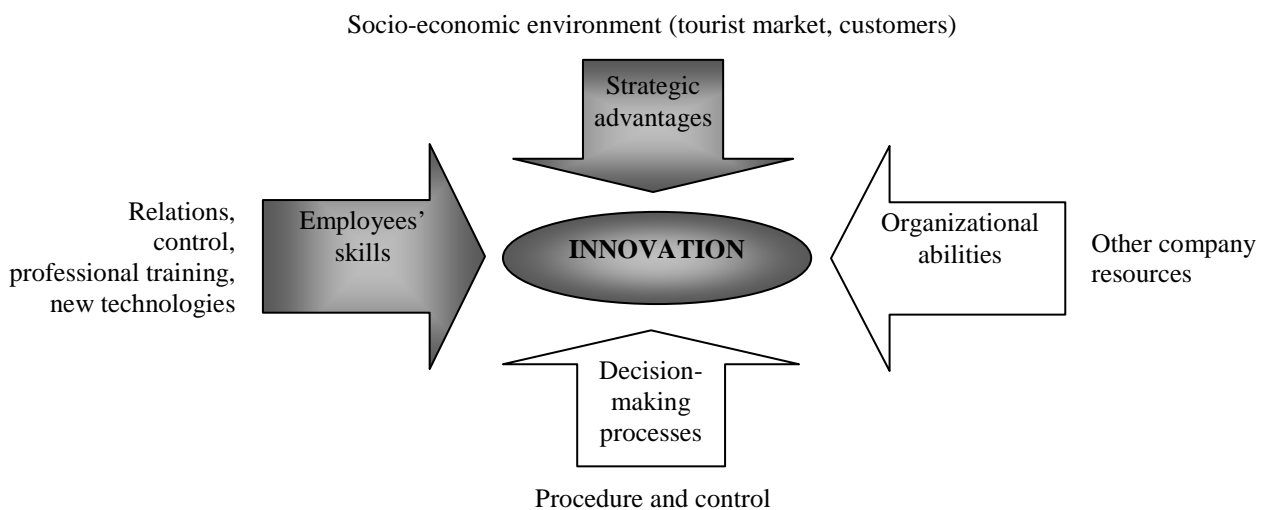 Socio-economic environment (tourist market, customers)
Strategic
advantages
Relations,
control,
professional training,
new technologies
Employees’
skills
INNOVATION
Organizational
abilities
Other company
resources
Decision-
making
processes
Procedure and control